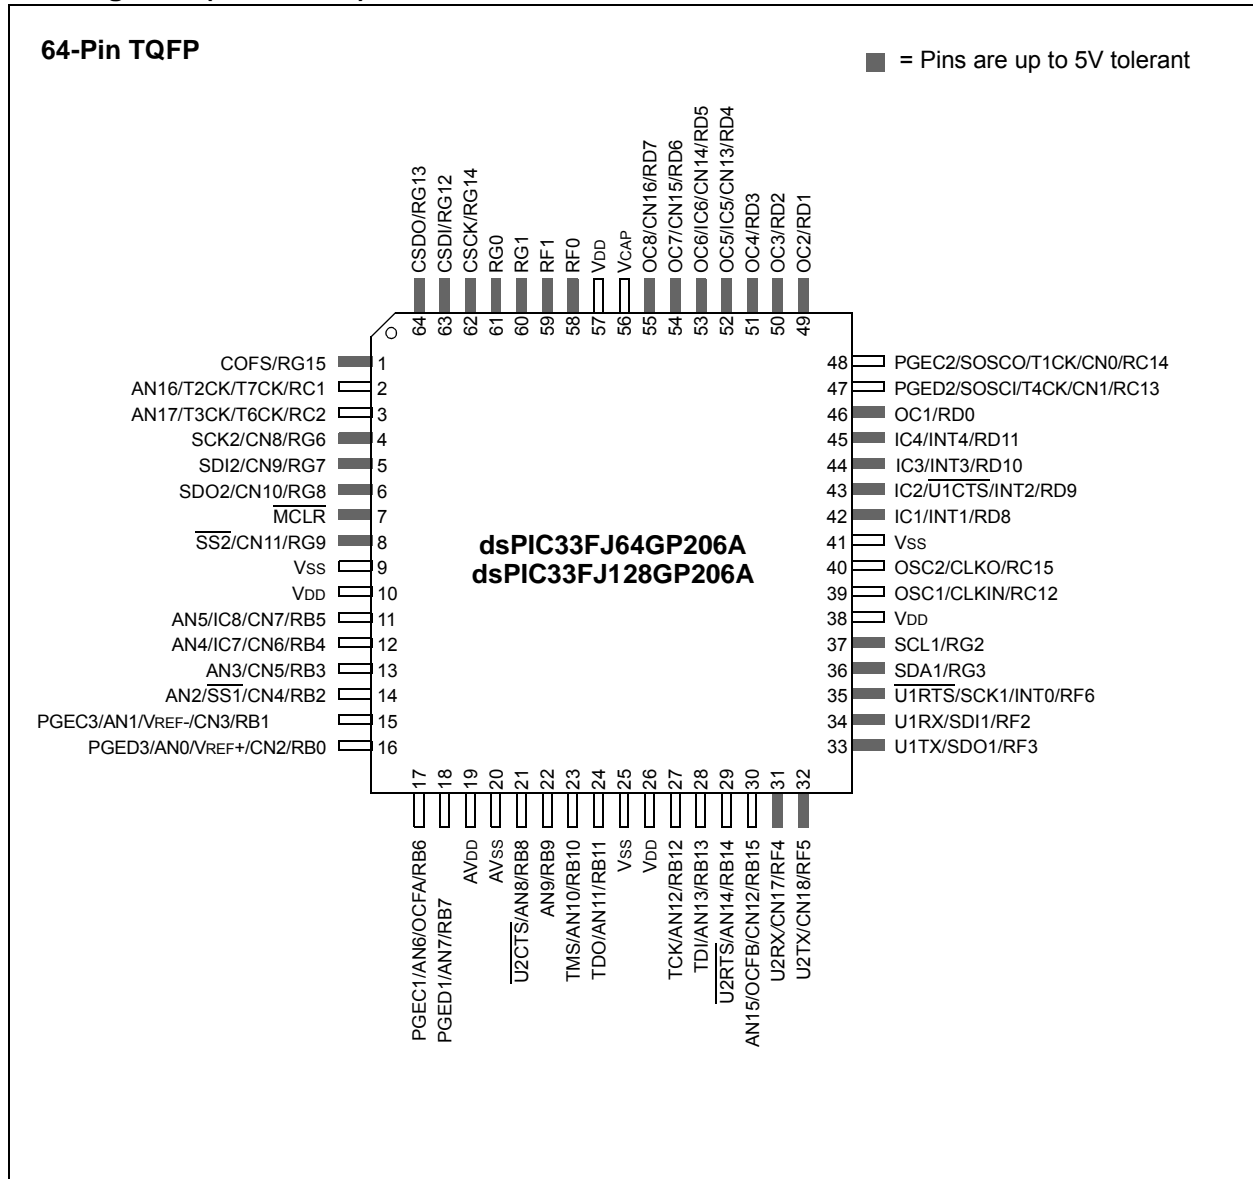 64-Pin TQFP
= Pins are up to 5V tolerant
CSDO/RG13
CSDI/RG12
CSCK/RG14
RG0
RG1
RF1
RF0
VDD
VCAP
OC8/CN16/RD7
OC7/CN15/RD6
OC6/IC6/CN14/RD5
OC5/IC5/CN13/RD4
OC4/RD3
OC3/RD2
OC2/RD1
64
63
62
61
60
59
58
57
56
55
54
53
52
51
50
49
COFS/RG15 1
AN16/T2CK/T7CK/RC1 2
AN17/T3CK/T6CK/RC2 3
SCK2/CN8/RG6 4
SDI2/CN9/RG7 5
SDO2/CN10/RG8 6
MCLR 7
SS2/CN11/RG9 8
VSS 9
VDD 10
AN5/IC8/CN7/RB5 11
AN4/IC7/CN6/RB4 12
AN3/CN5/RB3 13
AN2/SS1/CN4/RB2 14
PGEC3/AN1/VREF-/CN3/RB1 15
PGED3/AN0/VREF+/CN2/RB0 16
dsPIC33FJ64GP206A
dsPIC33FJ128GP206A
48 PGEC2/SOSCO/T1CK/CN0/RC14
47 PGED2/SOSCI/T4CK/CN1/RC13
46 OC1/RD0
45 IC4/INT4/RD11
44 IC3/INT3/RD10
43 IC2/U1CTS/INT2/RD9
42 IC1/INT1/RD8
41 VSS
40 OSC2/CLKO/RC15
39 OSC1/CLKIN/RC12
38 VDD
37 SCL1/RG2
36 SDA1/RG3
35 U1RTS/SCK1/INT0/RF6
34 U1RX/SDI1/RF2
33 U1TX/SDO1/RF3
17
18
19
20
21
22
23
24
25
26
27
28
29
30
31
32
PGEC1/AN6/OCFA/RB6
PGED1/AN7/RB7
AVDD
AVSS
U2CTS/AN8/RB8
AN9/RB9
TMS/AN10/RB10
TDO/AN11/RB11
VSS
VDD
TCK/AN12/RB12
TDI/AN13/RB13
U2RTS/AN14/RB14
AN15/OCFB/CN12/RB15
U2RX/CN17/RF4
U2TX/CN18/RF5